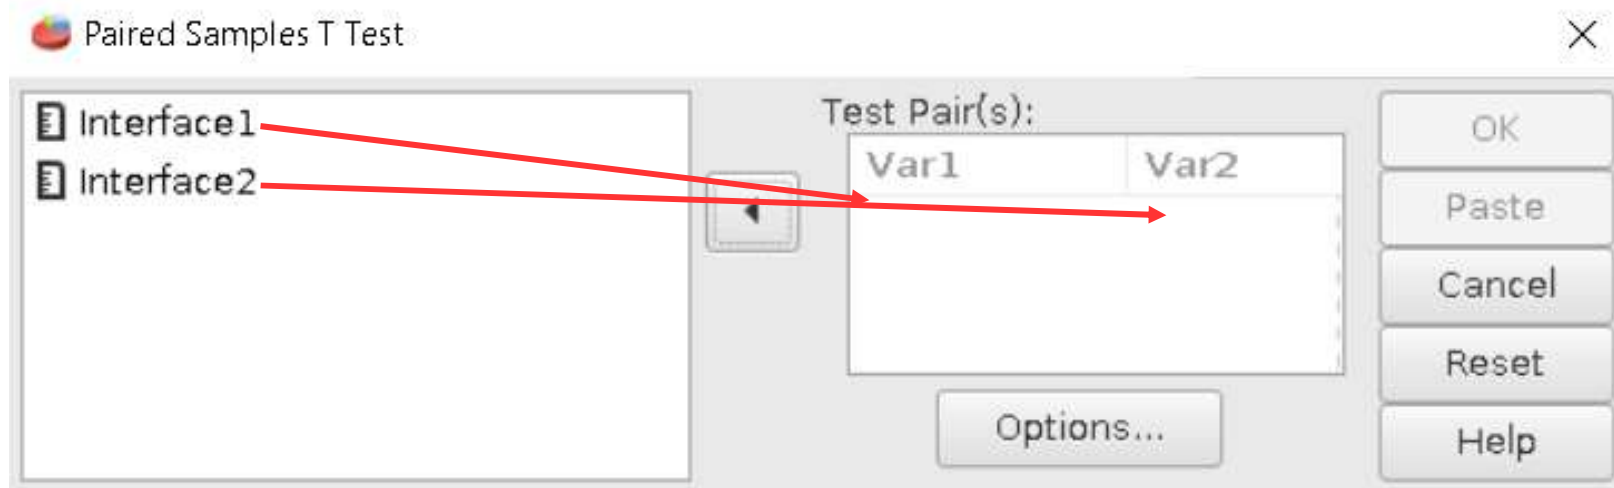 Paired Samples T Test
Interface1
Interface2
Test Pair(s):
Var1 Var2
Options...
OK
Paste
Cancel
Reset
Help